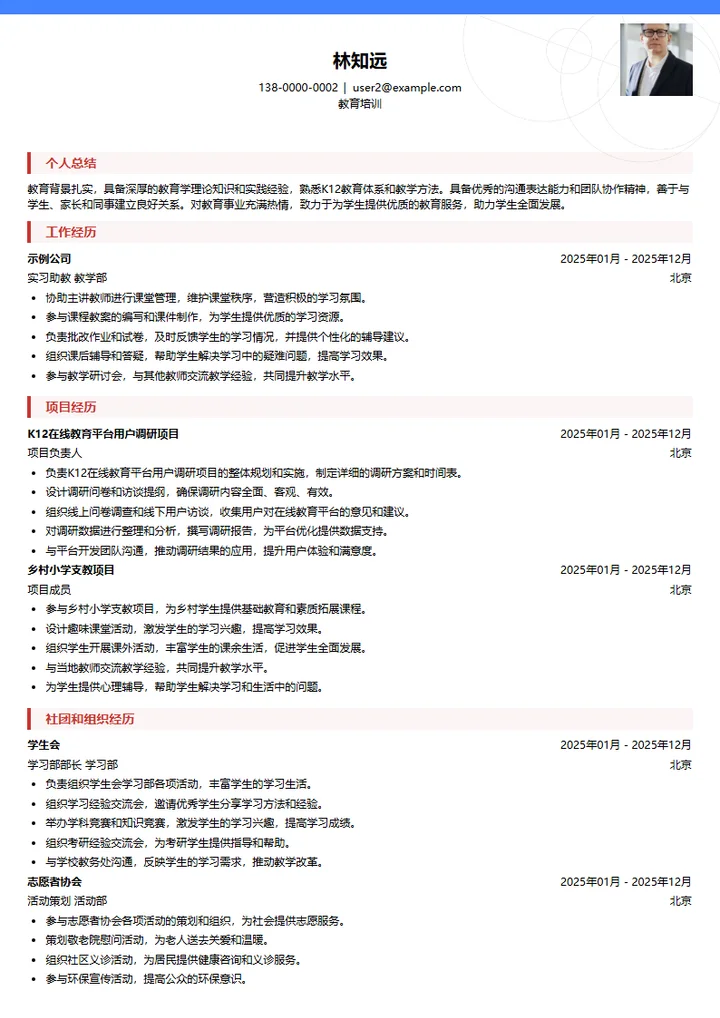 林知远
138-0000-0002 | user2@example.com
教育培训
个人总结
教育背景扎实，具备深厚的教育学理论知识和实践经验，熟悉K12教育体系和教学方法。具备优秀的沟通表达能力和团队协作精神，善于与
学生、家长和同事建立良好关系。对教育事业充满热情，致力于为学生提供优质的教育服务，助力学生全面发展。
工作经历
示例公司 2025年01月 - 2025年12月
实习助教 教学部 北京
• 协助主讲教师进行课堂管理，维护课堂秩序，营造积极的学习氛围。
• 参与课程教案的编写和课件制作，为学生提供优质的学习资源。
• 负责批改作业和试卷，及时反馈学生的学习情况，并提供个性化的辅导建议。
• 组织课后辅导和答疑，帮助学生解决学习中的疑难问题，提高学习效果。
• 参与教学研讨会，与其他教师交流教学经验，共同提升教学水平。
项目经历
K12在线教育平台用户调研项目 2025年01月 - 2025年12月
项目负责人 北京
• 负责K12在线教育平台用户调研项目的整体规划和实施，制定详细的调研方案和时间表。
• 设计调研问卷和访谈提纲，确保调研内容全面、客观、有效。
• 组织线上问卷调查和线下用户访谈，收集用户对在线教育平台的意见和建议。
• 对调研数据进行整理和分析，撰写调研报告，为平台优化提供数据支持。
• 与平台开发团队沟通，推动调研结果的应用，提升用户体验和满意度。
乡村小学支教项目 2025年01月 - 2025年12月
项目成员 北京
• 参与乡村小学支教项目，为乡村学生提供基础教育和素质拓展课程。
• 设计趣味课堂活动，激发学生的学习兴趣，提高学习效果。
• 组织学生开展课外活动，丰富学生的课余生活，促进学生全面发展。
• 与当地教师交流教学经验，共同提升教学水平。
• 为学生提供心理辅导，帮助学生解决学习和生活中的问题。
社团和组织经历
学生会 2025年01月 - 2025年12月
学习部部长 学习部 北京
• 负责组织学生会学习部各项活动，丰富学生的学习生活。
• 组织学习经验交流会，邀请优秀学生分享学习方法和经验。
• 举办学科竞赛和知识竞赛，激发学生的学习兴趣，提高学习成绩。
• 组织考研经验交流会，为考研学生提供指导和帮助。
• 与学校教务处沟通，反映学生的学习需求，推动教学改革。
志愿者协会 2025年01月 - 2025年12月
活动策划 活动部 北京
• 参与志愿者协会各项活动的策划和组织，为社会提供志愿服务。
• 策划敬老院慰问活动，为老人送去关爱和温暖。
• 组织社区义诊活动，为居民提供健康咨询和义诊服务。
• 参与环保宣传活动，提高公众的环保意识。